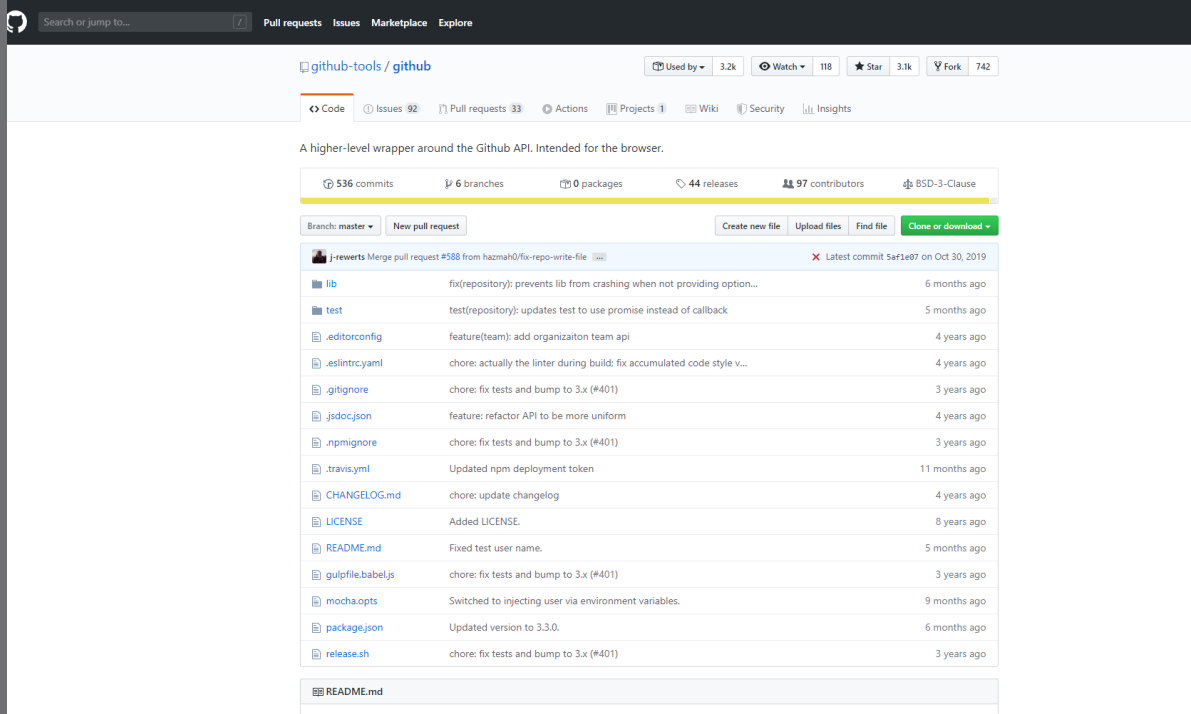 Search or jump to... /
Pull requests Issues Marketplace Explore
github-tools / github
Used by 3.2k Watch 118 Star 3.1k Fork 742
Code Issues 92 Pull requests 33 Actions Projects 1 Wiki Security Insights
A higher-level wrapper around the Github API. Intended for the browser.
536 commits 6 branches 0 packages 44 releases 97 contributors BSD-3-Clause
Branch: master New pull request Create new file Upload files Find file Clone or download
j-rewerts Merge pull request #588 from hazmah0/fix-repo-write-file ... Latest commit 5af1e07 on Oct 30, 2019
lib fix(repository): prevents lib from crashing when not providing option... 6 months ago
test test(repository): updates test to use promise instead of callback 5 months ago
.editorconfig feature(team): add organizaiton team api 4 years ago
.eslintrc.yaml chore: actually the linter during build; fix accumulated code style v... 4 years ago
.gitignore chore: fix tests and bump to 3.x (#401) 3 years ago
.jsdoc.json feature: refactor API to be more uniform 4 years ago
.npmignore chore: fix tests and bump to 3.x (#401) 3 years ago
.travis.yml Updated npm deployment token 11 months ago
CHANGELOG.md chore: update changelog 4 years ago
LICENSE Added LICENSE. 8 years ago
README.md Fixed test user name. 5 months ago
gulpfile.babel.js chore: fix tests and bump to 3.x (#401) 3 years ago
mocha.opts Switched to injecting user via environment variables. 9 months ago
package.json Updated version to 3.3.0. 6 months ago
release.sh chore: fix tests and bump to 3.x (#401) 3 years ago
README.md